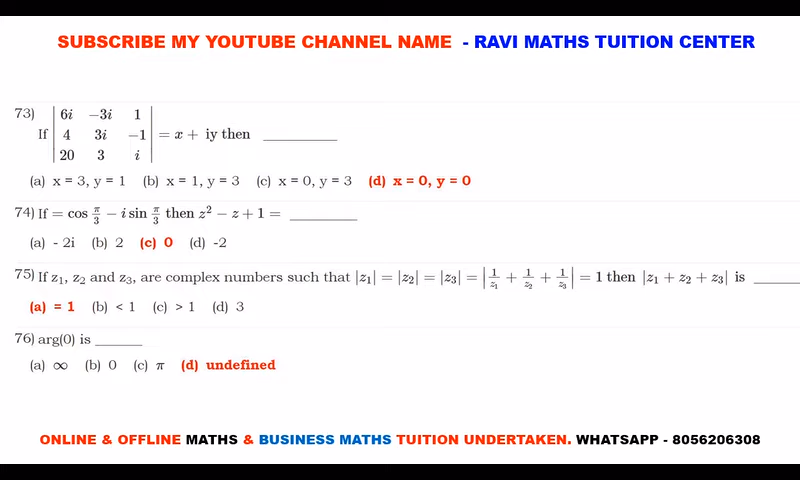 SUBSCRIBE MY YOUTUBE CHANNEL NAME - RAVI MATHS TUITION CENTER
73)
If | 6i −3i 1 | = x + iy then ________
| 4 3i −1 |
| 20 3 i |
(a) x = 3, y = 1 (b) x = 1, y = 3 (c) x = 0, y = 3 (d) x = 0, y = 0
74) If = cos π/3 − i sin π/3 then z² − z + 1 = ________
(a) - 2i (b) 2 (c) 0 (d) -2
75) If z₁, z₂ and z₃, are complex numbers such that |z₁| = |z₂| = |z₃| = |1/z₁ + 1/z₂ + 1/z₃| = 1 then |z₁ + z₂ + z₃| is ________
(a) = 1 (b) < 1 (c) > 1 (d) 3
76) arg(0) is ______
(a) ∞ (b) 0 (c) π (d) undefined
ONLINE & OFFLINE MATHS & BUSINESS MATHS TUITION UNDERTAKEN. WHATSAPP - 8056206308